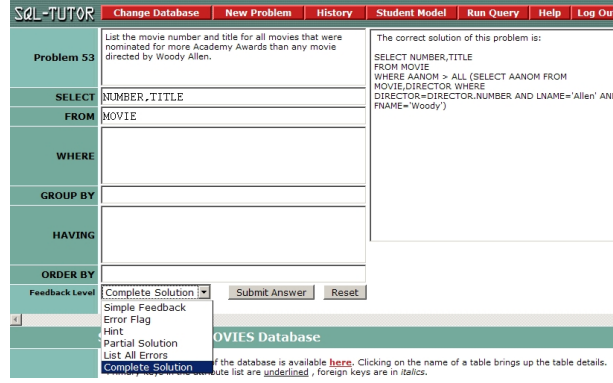 SQL-TUTOR
Change Database
New Problem
History
Student Model
Run Query
Help
Log Ou
Problem 53
List the movie number and title for all movies that were
nominated for more Academy Awards than any movie
directed by Woody Allen.
The correct solution of this problem is:
SELECT NUMBER,TITLE
FROM MOVIE
WHERE AANOM > ALL (SELECT AANOM FROM
MOVIE,DIRECTOR WHERE
DIRECTOR=DIRECTOR.NUMBER AND LNAME='Allen' AN
FNAME='Woody')
SELECT NUMBER,TITLE
FROM MOVIE
WHERE
GROUP BY
HAVING
ORDER BY
Feedback Level Complete Solution
Submit Answer
Reset
Simple Feedback
Error Flag
Hint
Partial Solution
List All Errors
Complete Solution
OVIES Database
of the database is available here. Clicking on the name of a table brings up the table details.
ute list are underlined , foreign keys are in italics.